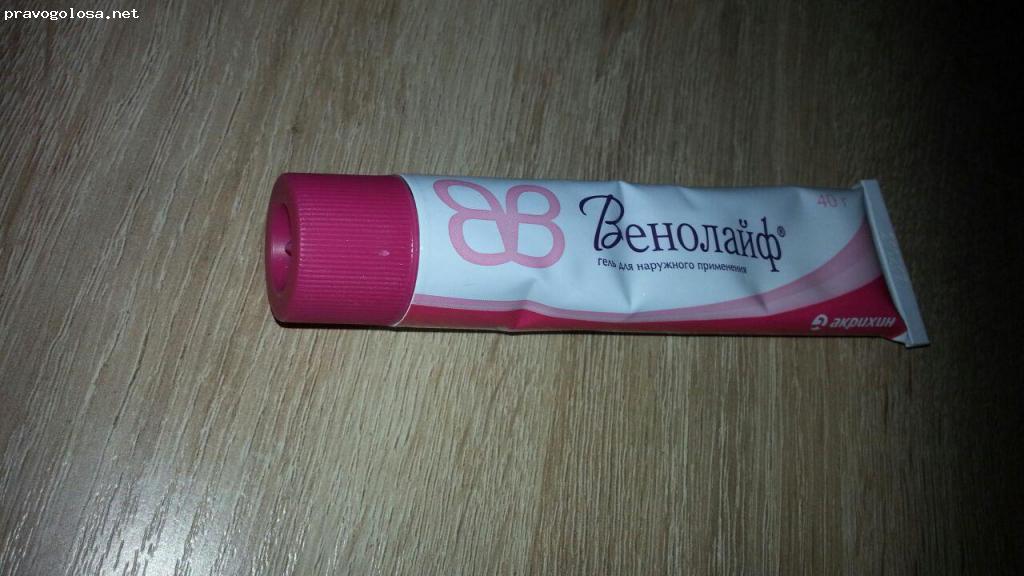 pravogolosa.net
40 г
Венолайф®
гель для наружного применения
акрихин